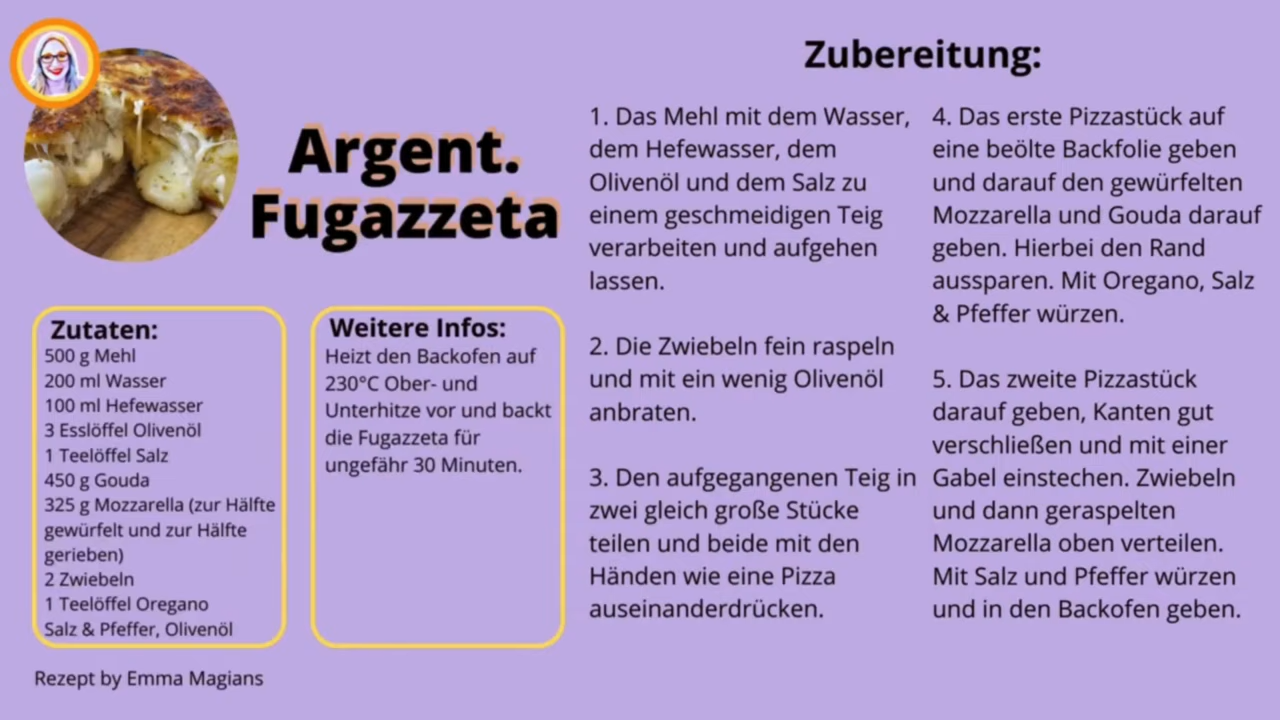 Argent.
Fugazzeta
Zutaten:
500 g Mehl
200 ml Wasser
100 ml Hefewasser
3 Esslöffel Olivenöl
1 Teelöffel Salz
450 g Gouda
325 g Mozzarella (zur Hälfte
gewürfelt und zur Hälfte
gerieben)
2 Zwiebeln
1 Teelöffel Oregano
Salz & Pfeffer, Olivenöl
Weitere Infos:
Heizt den Backofen auf
230°C Ober- und
Unterhitze vor und backt
die Fugazzeta für
ungefähr 30 Minuten.
Rezept by Emma Magians
Zubereitung:
1. Das Mehl mit dem Wasser,
dem Hefewasser, dem
Olivenöl und dem Salz zu
einem geschmeidigen Teig
verarbeiten und aufgehen
lassen.
2. Die Zwiebeln fein raspeln
und mit ein wenig Olivenöl
anbraten.
3. Den aufgegangenen Teig in
zwei gleich große Stücke
teilen und beide mit den
Händen wie eine Pizza
auseinanderdrücken.
4. Das erste Pizzastück auf
eine beölte Backfolie geben
und darauf den gewürfelten
Mozzarella und Gouda darauf
geben. Hierbei den Rand
aussparen. Mit Oregano, Salz
& Pfeffer würzen.
5. Das zweite Pizzastück
darauf geben, Kanten gut
verschließen und mit einer
Gabel einstechen. Zwiebeln
und dann geraspelten
Mozzarella oben verteilen.
Mit Salz und Pfeffer würzen
und in den Backofen geben.